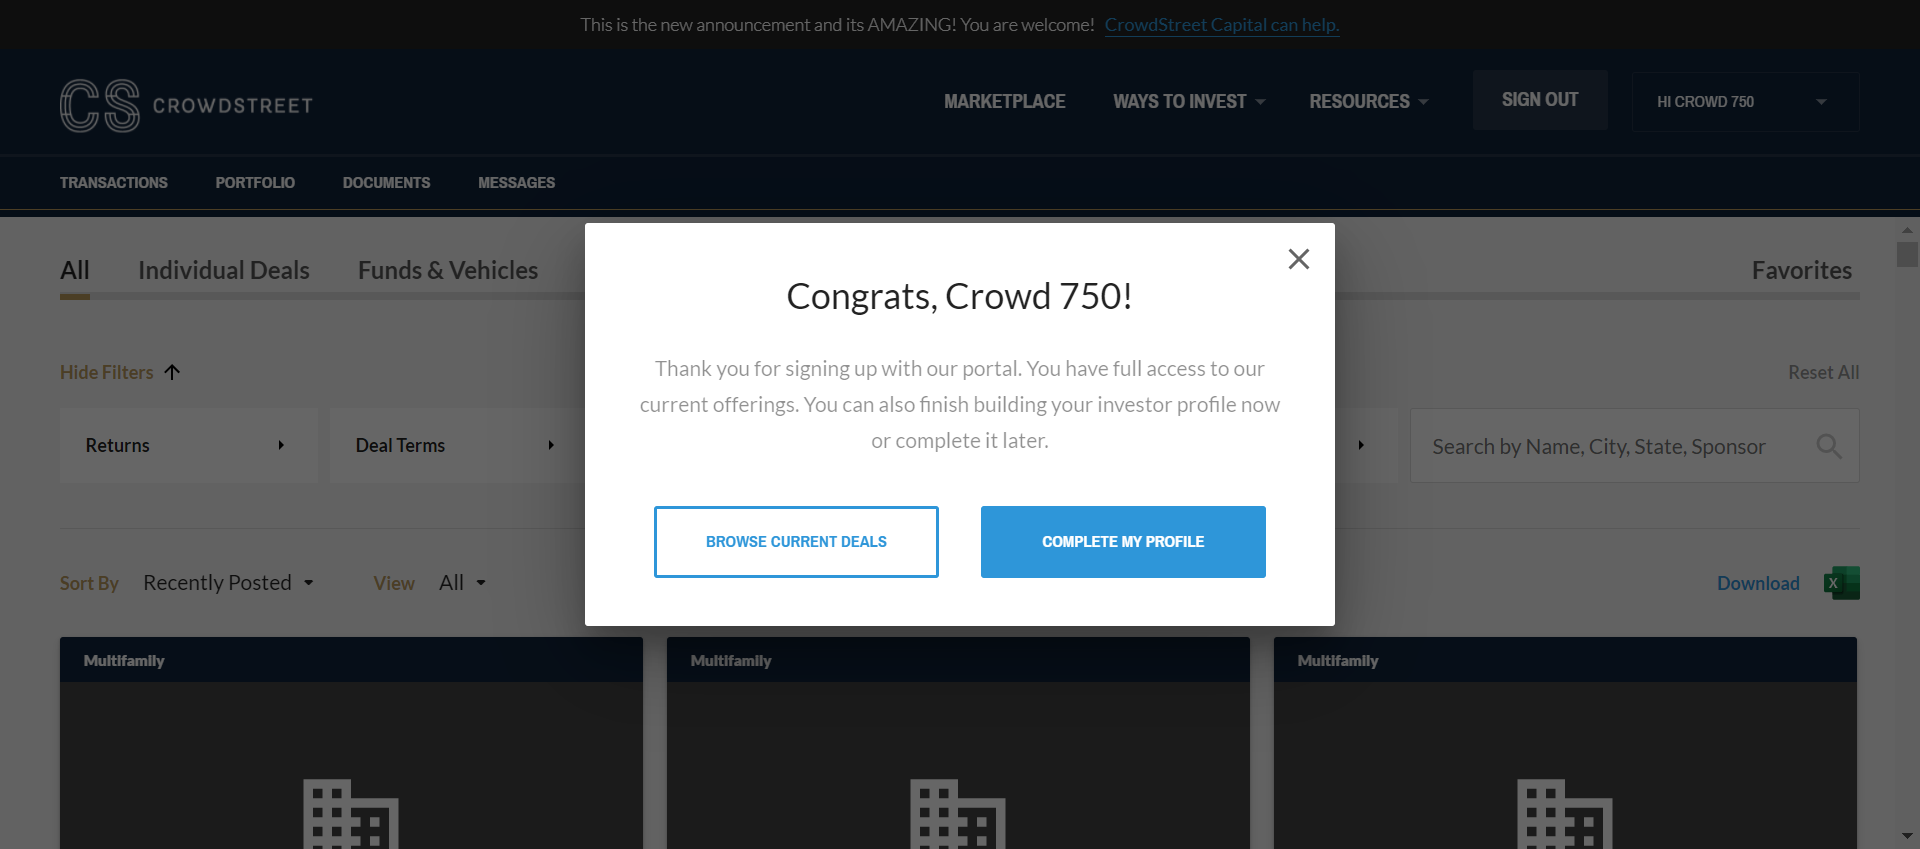 This is the new announcement and its AMAZING! You are welcome! CrowdStreet Capital can help.
CS CROWDSTREET
MARKETPLACE
WAYS TO INVEST
RESOURCES
SIGN OUT
HI CROWD 750
TRANSACTIONS
PORTFOLIO
DOCUMENTS
MESSAGES
All
Individual Deals
Funds & Vehicles
Favorites
Congrats, Crowd 750!
Thank you for signing up with our portal. You have full access to our
current offerings. You can also finish building your investor profile now
or complete it later.
BROWSE CURRENT DEALS
COMPLETE MY PROFILE
Hide Filters
Reset All
Returns
Deal Terms
Search by Name, City, State, Sponsor
Sort By
Recently Posted
View
All
Download
X
Multifamily
Multifamily
Multifamily